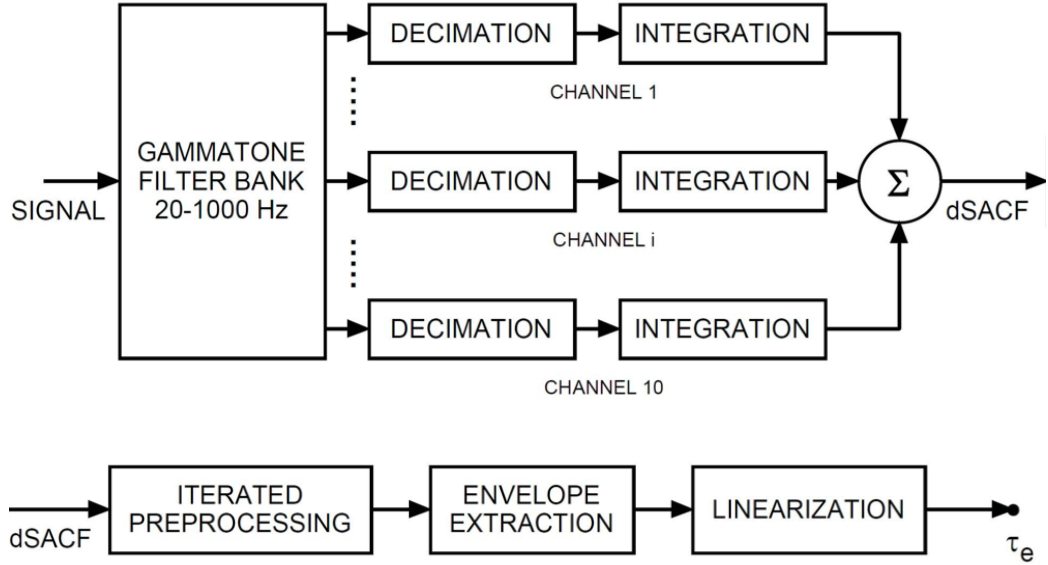 DECIMATION
INTEGRATION
CHANNEL 1
GAMMATONE
FILTER BANK
20-1000 Hz
SIGNAL
DECIMATION
INTEGRATION
Σ
dSACF
CHANNEL i
DECIMATION
INTEGRATION
CHANNEL 10
dSACF
ITERATED
PREPROCESSING
ENVELOPE
EXTRACTION
LINEARIZATION
τe